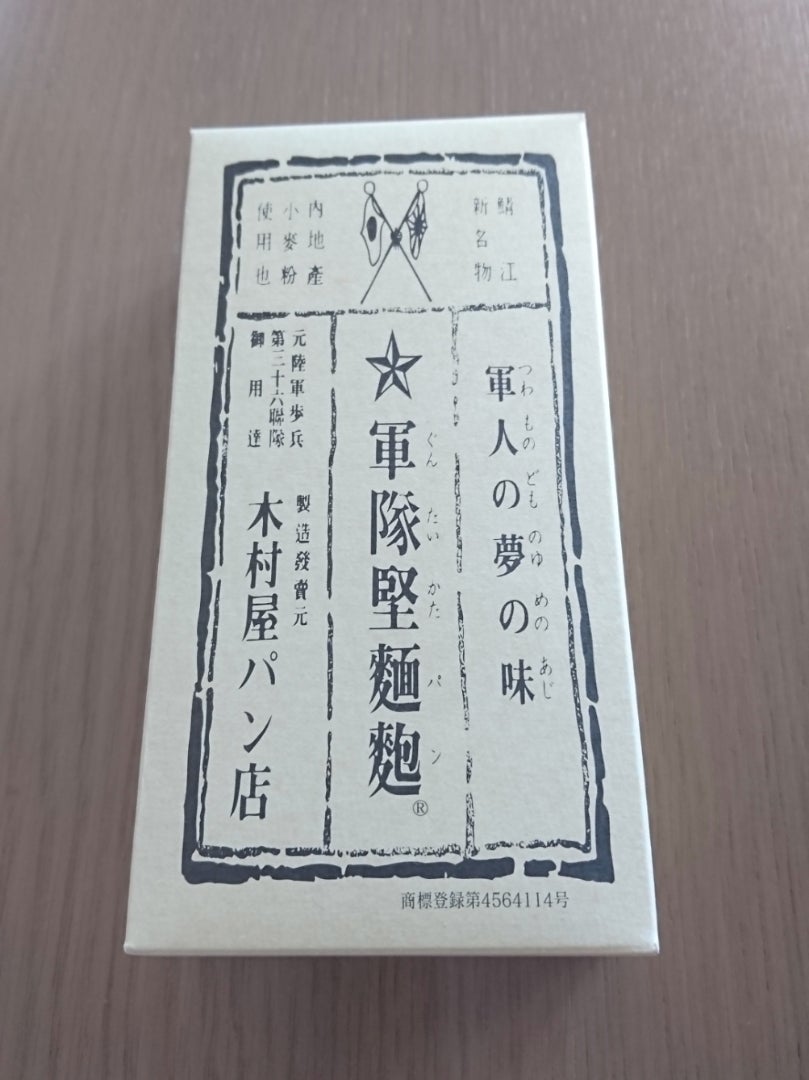 鯖江
新名物
内地產
小麥粉
使用也
軍人の夢の味
つわ もの ども のゆ めの あじ
軍隊堅麵麭
ぐん たい かた パ ン
®
元陸軍步兵
第三十六聯隊
御用達
製造發賣元
木村屋パン店
商標登録第4564114号